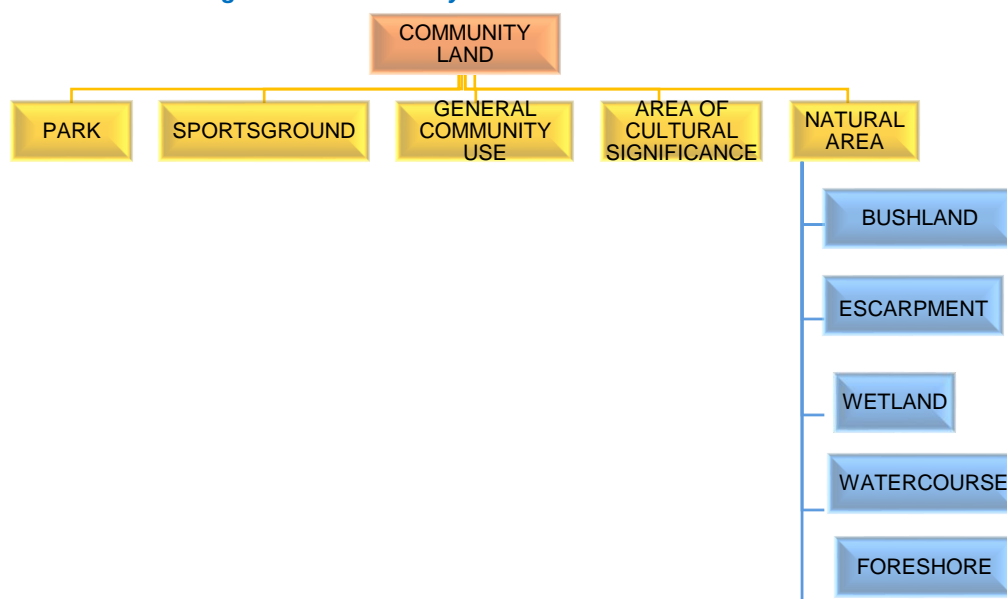 COMMUNITY
LAND
PARK
SPORTSGROUND
GENERAL
COMMUNITY
USE
AREA OF
CULTURAL
SIGNIFICANCE
NATURAL
AREA
BUSHLAND
ESCARPMENT
WETLAND
WATERCOURSE
FORESHORE